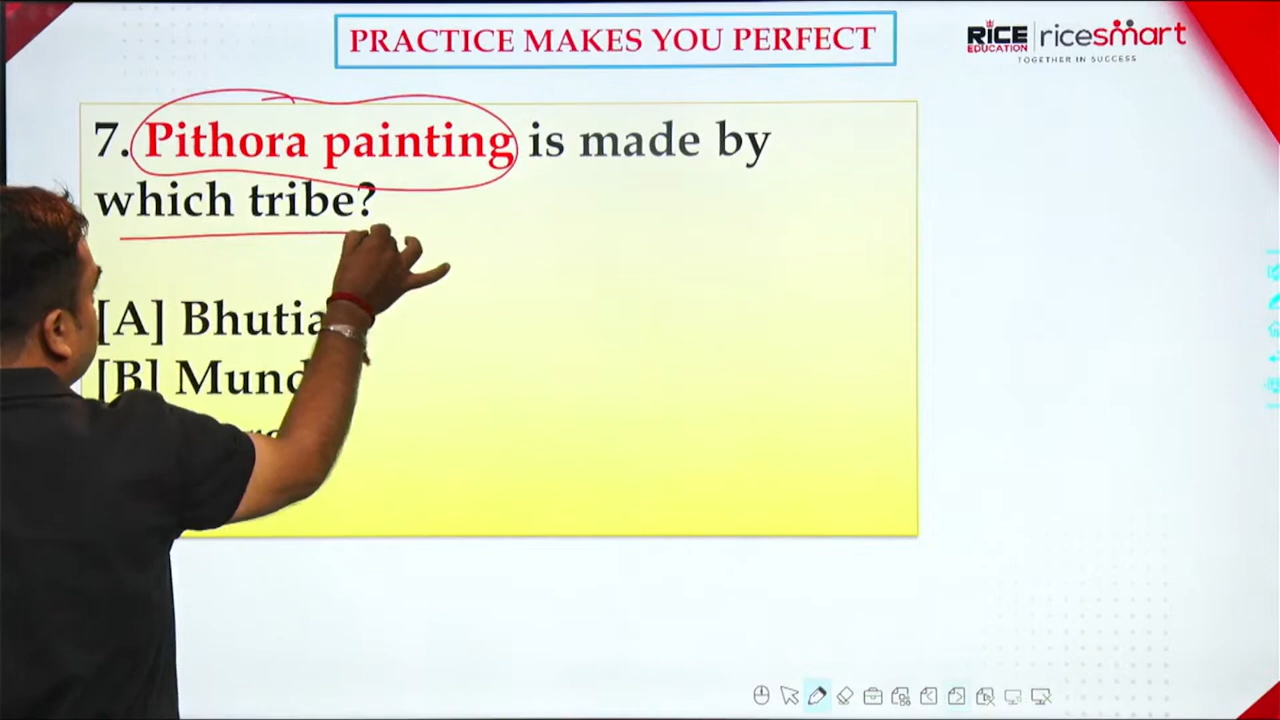 PRACTICE MAKES YOU PERFECT
RICE
EDUCATION
ricesmart
TOGETHER IN SUCCESS
7. Pithora painting is made by
which tribe?
[A] Bhutia
[B]